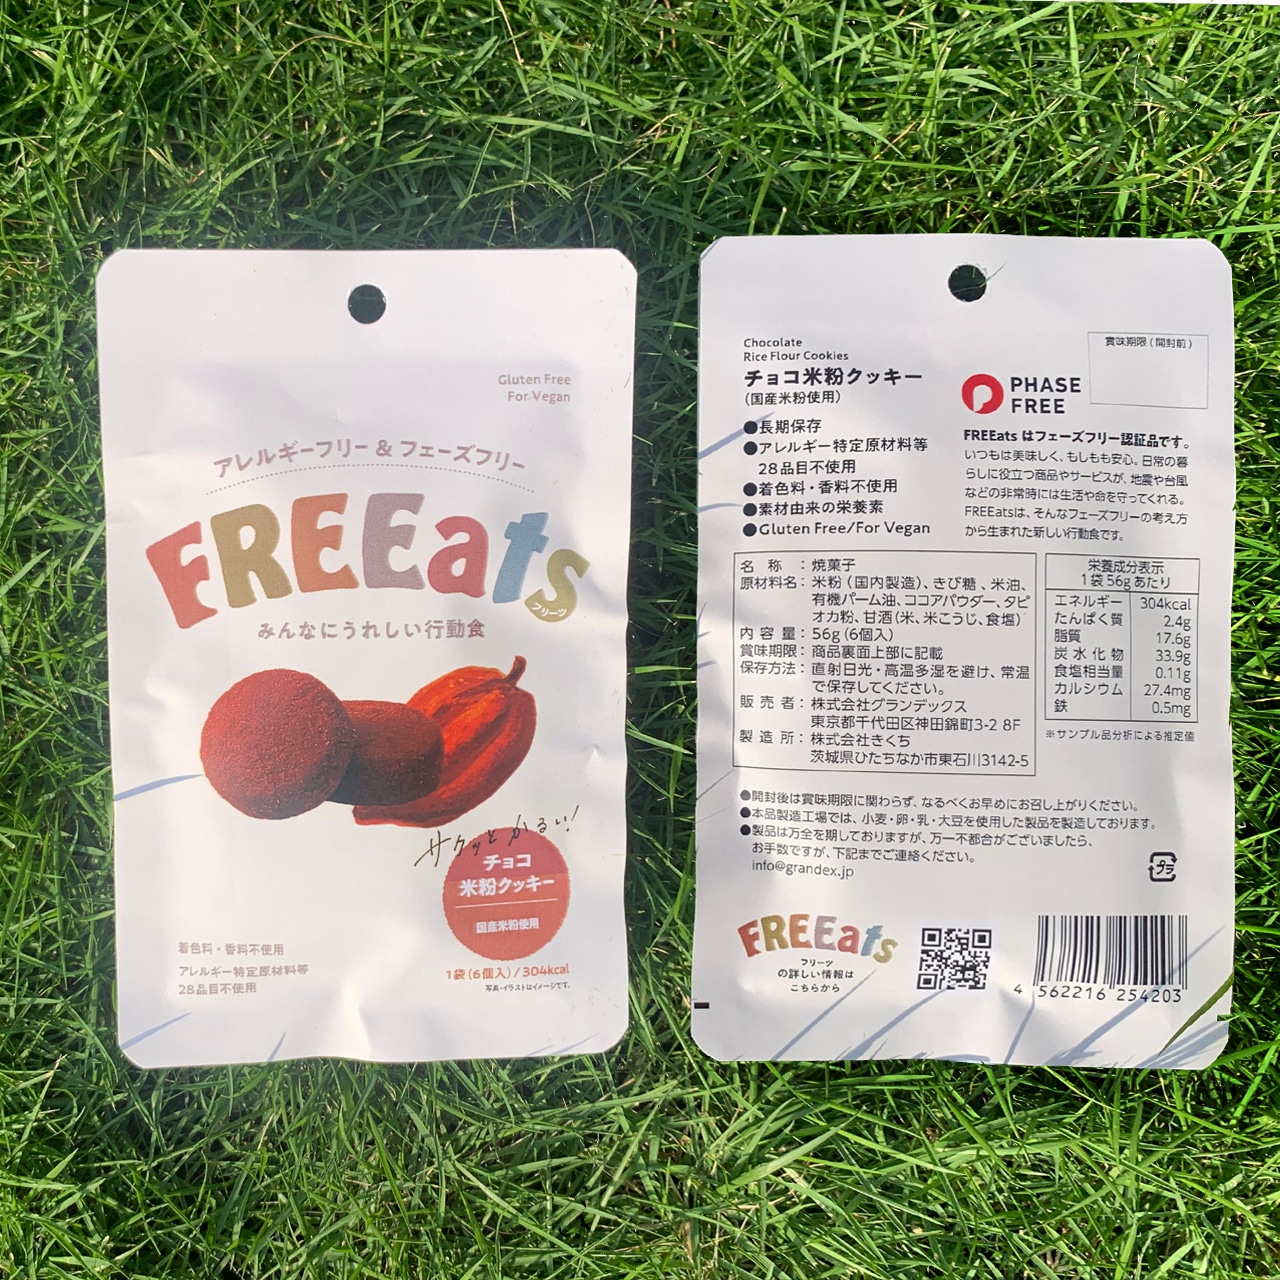 Gluten Free
For Vegan
アレルギーフリー & フェーズフリー
FREEats
フリーツ
みんなにうれしい行動食
サクッとかるい!
チョコ
米粉クッキー
国産米粉使用
着色料・香料不使用
アレルギー特定原材料等
28品目不使用
1袋(6個入)/304kcal
写真・イラストはイメージです。
Chocolate
Rice Flour Cookies
チョコ米粉クッキー
(国産米粉使用)
●長期保存
●アレルギー特定原材料等
28品目不使用
●着色料・香料不使用
●素材由来の栄養素
●Gluten Free/For Vegan
賞味期限(開封前)
PHASE
FREE
FREEats はフェーズフリー認証品です。
いつもは美味しく、もしもも安心。日常の暮
らしに役立つ商品やサービスが、地震や台風
などの非常時には生活や命を守ってくれる。
FREEatsは、そんなフェーズフリーの考え方
から生まれた新しい行動食です。
名称:焼菓子
原材料名:米粉(国内製造)、きび糖、米油、
有機パーム油、ココアパウダー、タピ
オカ粉、甘酒(米、米こうじ、食塩)
内容量:56g(6個入)
賞味期限:商品裏面上部に記載
保存方法:直射日光・高温多湿を避け、常温
で保存してください。
販売者:株式会社グランデックス
東京都千代田区神田錦町3-2 8F
製造所:株式会社きくち
茨城県ひたちなか市東石川3142-5
栄養成分表示
1袋56gあたり
エネルギー 304kcal
たんぱく質 2.4g
脂質 17.6g
炭水化物 33.9g
食塩相当量 0.11g
カルシウム 27.4mg
鉄 0.5mg
※サンプル品分析による推定値
●開封後は賞味期限に関わらず、なるべくお早めにお召し上がりください。
●本品製造工場では、小麦・卵・乳・大豆を使用した製品を製造しております。
●製品は万全を期しておりますが、万一不都合がございましたら、
お手数ですが、下記までご連絡ください。
info@grandex.jp
プラ
FREEats
フリーツ
の詳しい情報は
こちらから
4 562216 254203